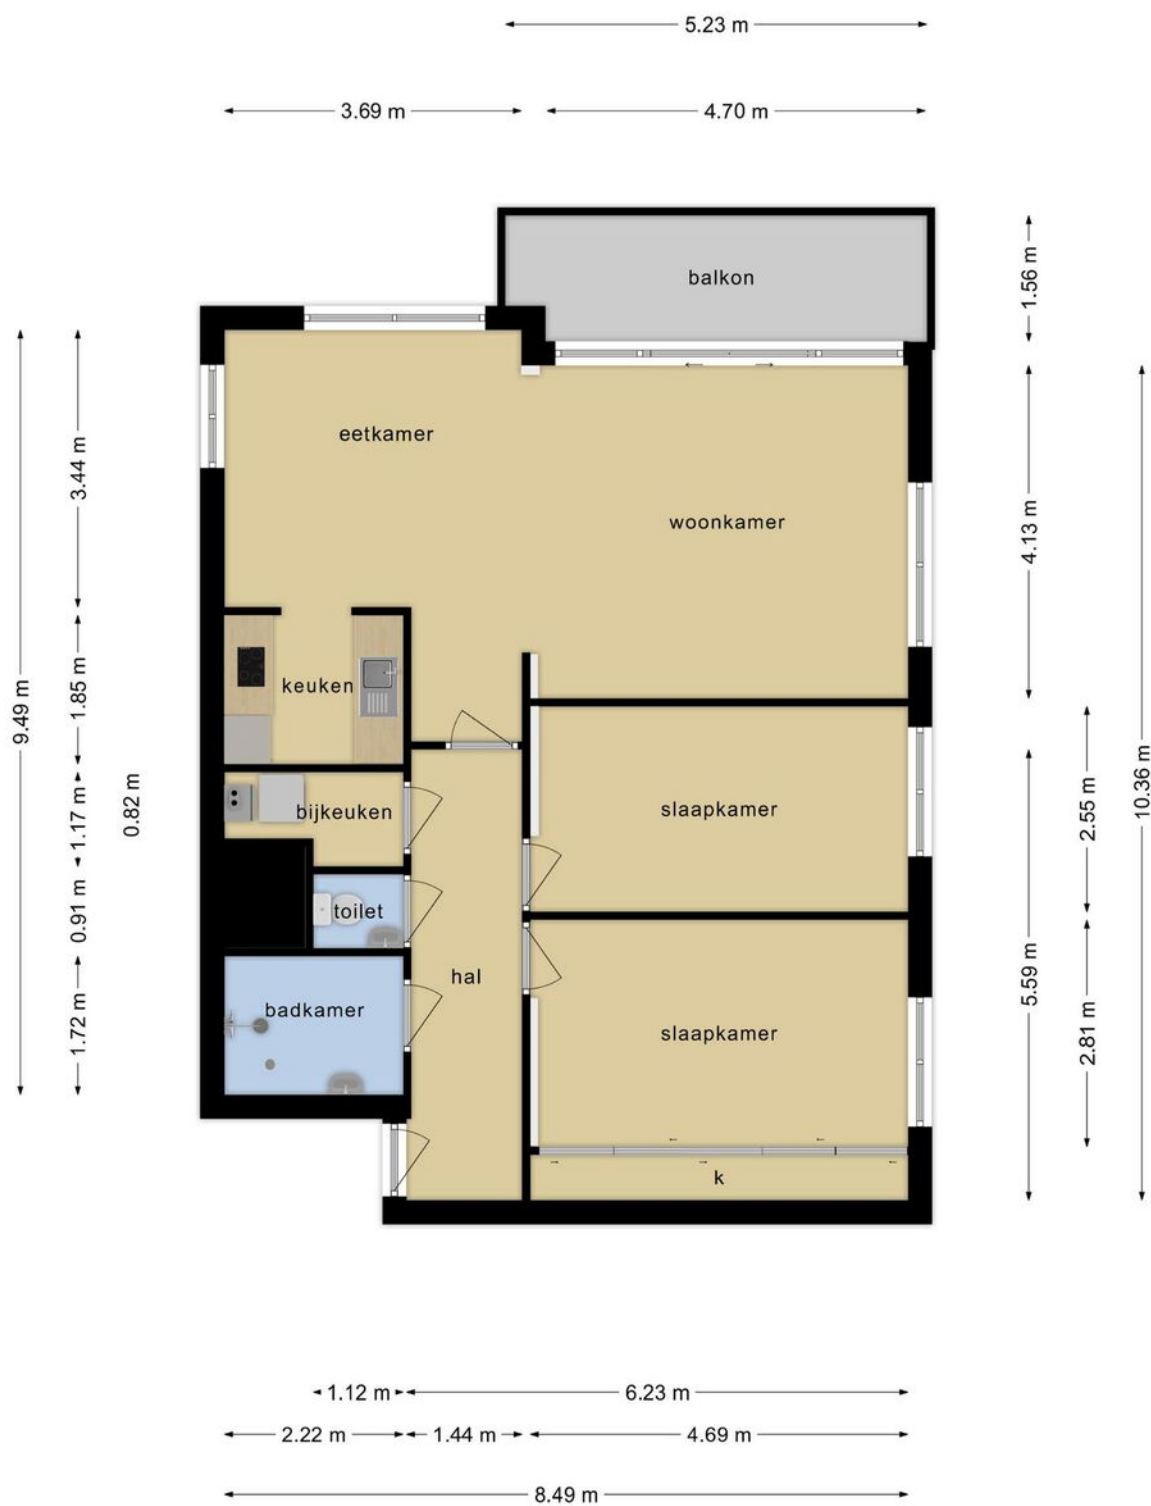 5.23 m
3.69 m
4.70 m
balkon
1.56 m
eetkamer
3.44 m
woonkamer
4.13 m
9.49 m
keuken
1.85 m
10.36 m
bijkeuken
1.17 m
0.82 m
slaapkamer
2.55 m
toilet
0.91 m
hal
5.59 m
badkamer
1.72 m
slaapkamer
2.81 m
k
1.12 m
6.23 m
2.22 m
1.44 m
4.69 m
8.49 m